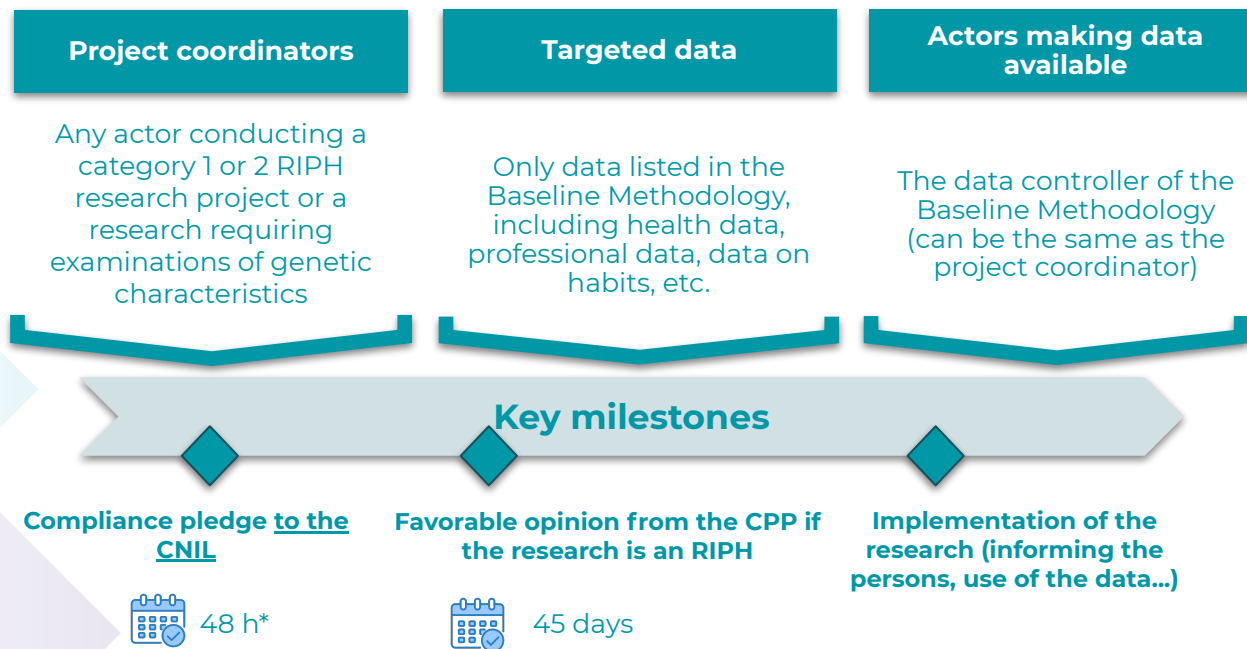 Project coordinators
Any actor conducting a
category 1 or 2 RIPH
research project or a
research requiring
examinations of genetic
characteristics
Targeted data
Only data listed in the
Baseline Methodology,
including health data,
professional data, data on
habits, etc.
Actors making data
available
The data controller of the
Baseline Methodology
(can be the same as the
project coordinator)
Key milestones
Compliance pledge to the
CNIL
48 h*
Favorable opinion from the CPP if
the research is an RIPH
45 days
Implementation of the
research (informing the
persons, use of the data...)